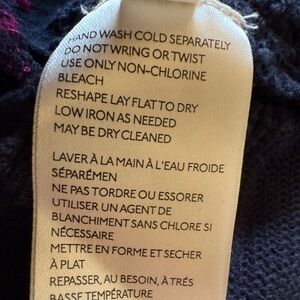 HAND WASH COLD SEPARATELY
DO NOT WRING OR TWIST
USE ONLY NON-CHLORINE
BLEACH
RESHAPE LAY FLAT TO DRY
LOW IRON AS NEEDED
MAY BE DRY CLEANED
LAVER À LA MAIN À L'EAU FROIDE
SÉPARÉMEN
NE PAS TORDRE OU ESSORER
UTILISER UN AGENT DE
BLANCHIMENT SANS CHLORE SI
NÉCESSAIRE
METTRE EN FORME ET SECHER
À PLAT
REPASSER, AU BESOIN, À TRÉS
BASSE TEMPÉRATURE